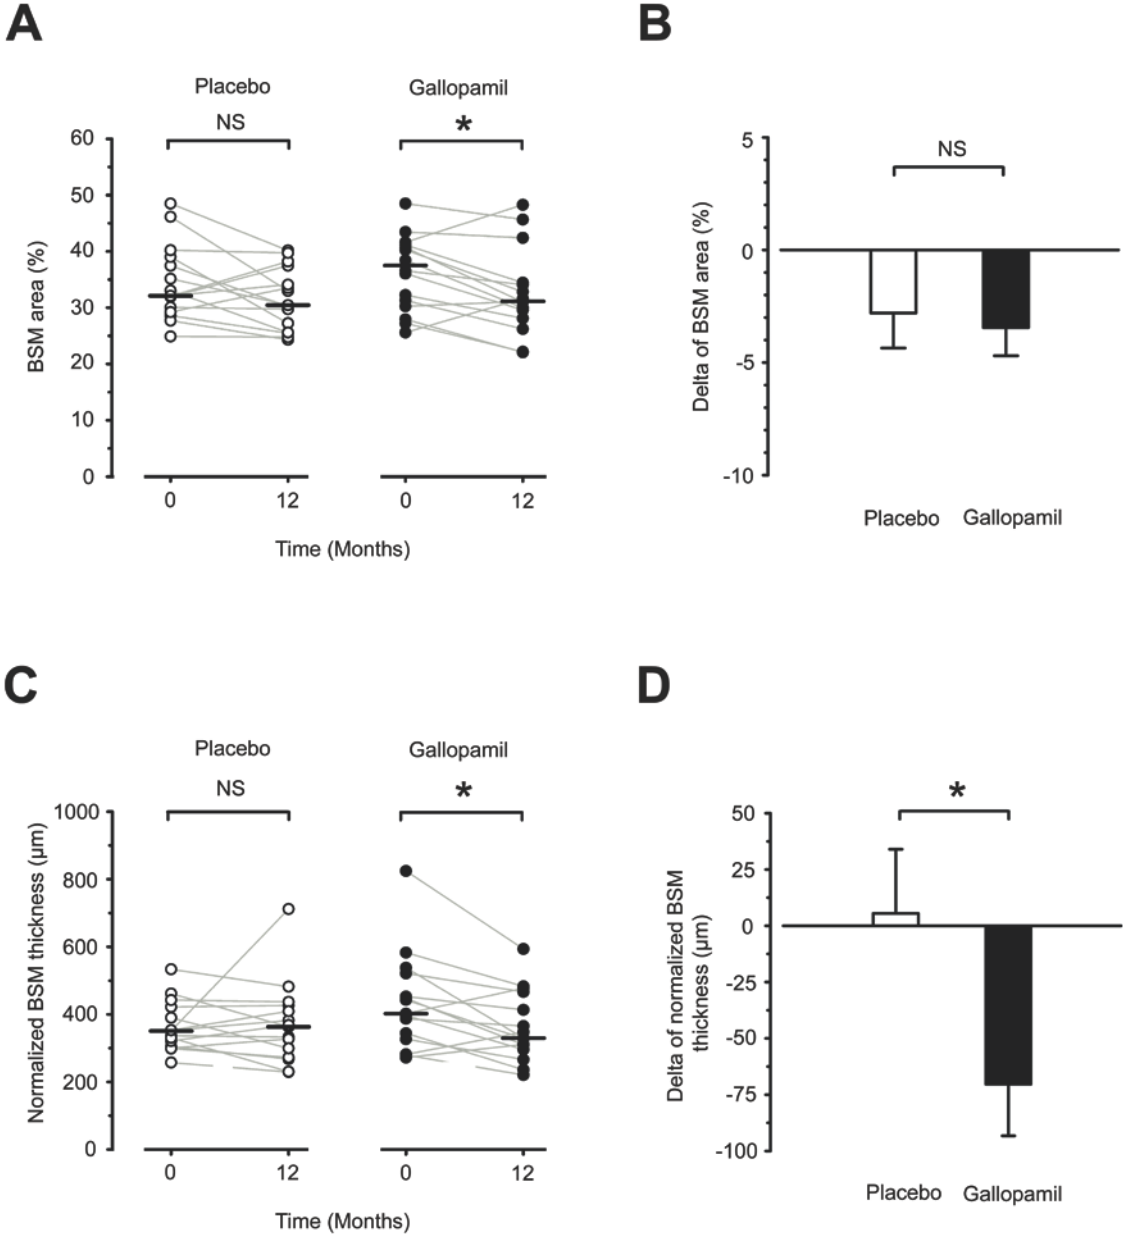 A
Placebo
Gallopamil
NS
*
BSM area (%)
60
50
40
30
20
10
0
0
12
0
12
Time (Months)
B
NS
Delta of BSM area (%)
5
0
-5
-10
Placebo
Gallopamil
C
Placebo
Gallopamil
NS
*
Normalized BSM thickness (µm)
1000
800
600
400
200
0
0
12
0
12
Time (Months)
D
*
Delta of normalized BSM
thickness (µm)
50
25
0
-25
-50
-75
-100
Placebo
Gallopamil